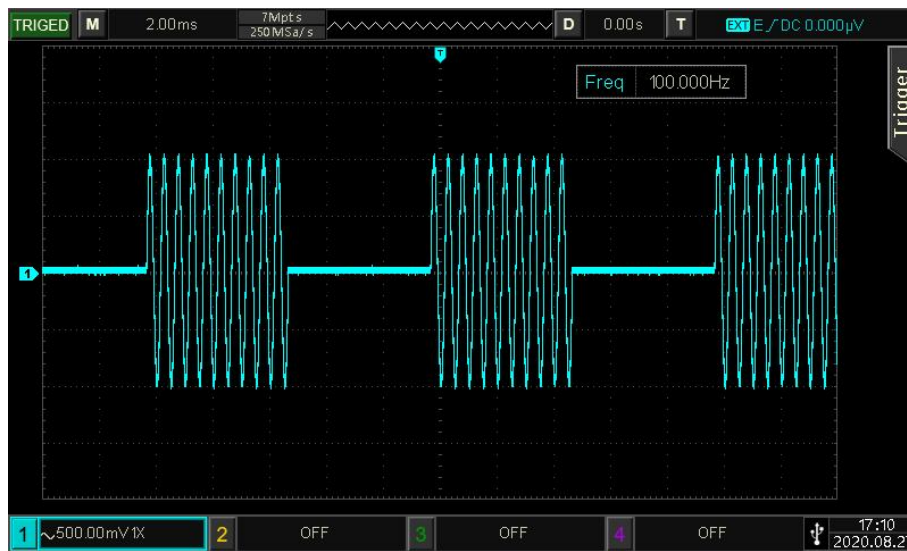 TRIGED M 2.00ms 7Mpts D 0.00s T EXT E DC 0.000µV
250MSa/s
T
Freq 100.000Hz
Trigger
1
1 500.00mV 1X 2 OFF 3 OFF 4 OFF 17:10
2020.08.27